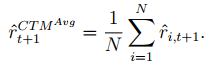 $\hat{r}_{t+1}^{CTM^{Avg}} = \frac{1}{N} \sum_{i=1}^{N} \hat{r}_{i,t+1}.$